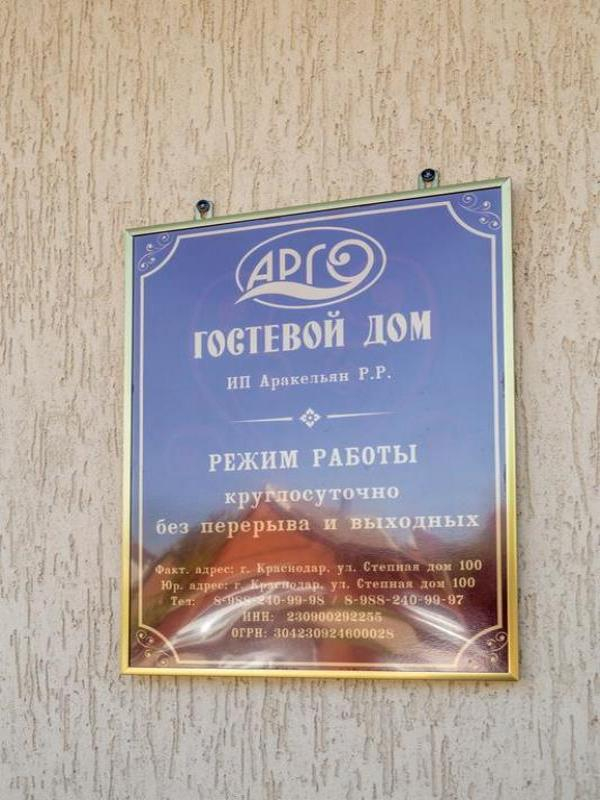 АРГО
ГОСТЕВОЙ ДОМ
ИП Аракельян Р.Р.
РЕЖИМ РАБОТЫ
круглосуточно
без перерыва и выходных
Факт. адрес: г. Краснодар, ул. Степная дом 100
Юр. адрес: г. Краснодар, ул. Степная дом 100
Тел: 8-988-240-99-98 / 8-988-240-99-97
ИНН: 230900292255
ОГРН: 304230924600028